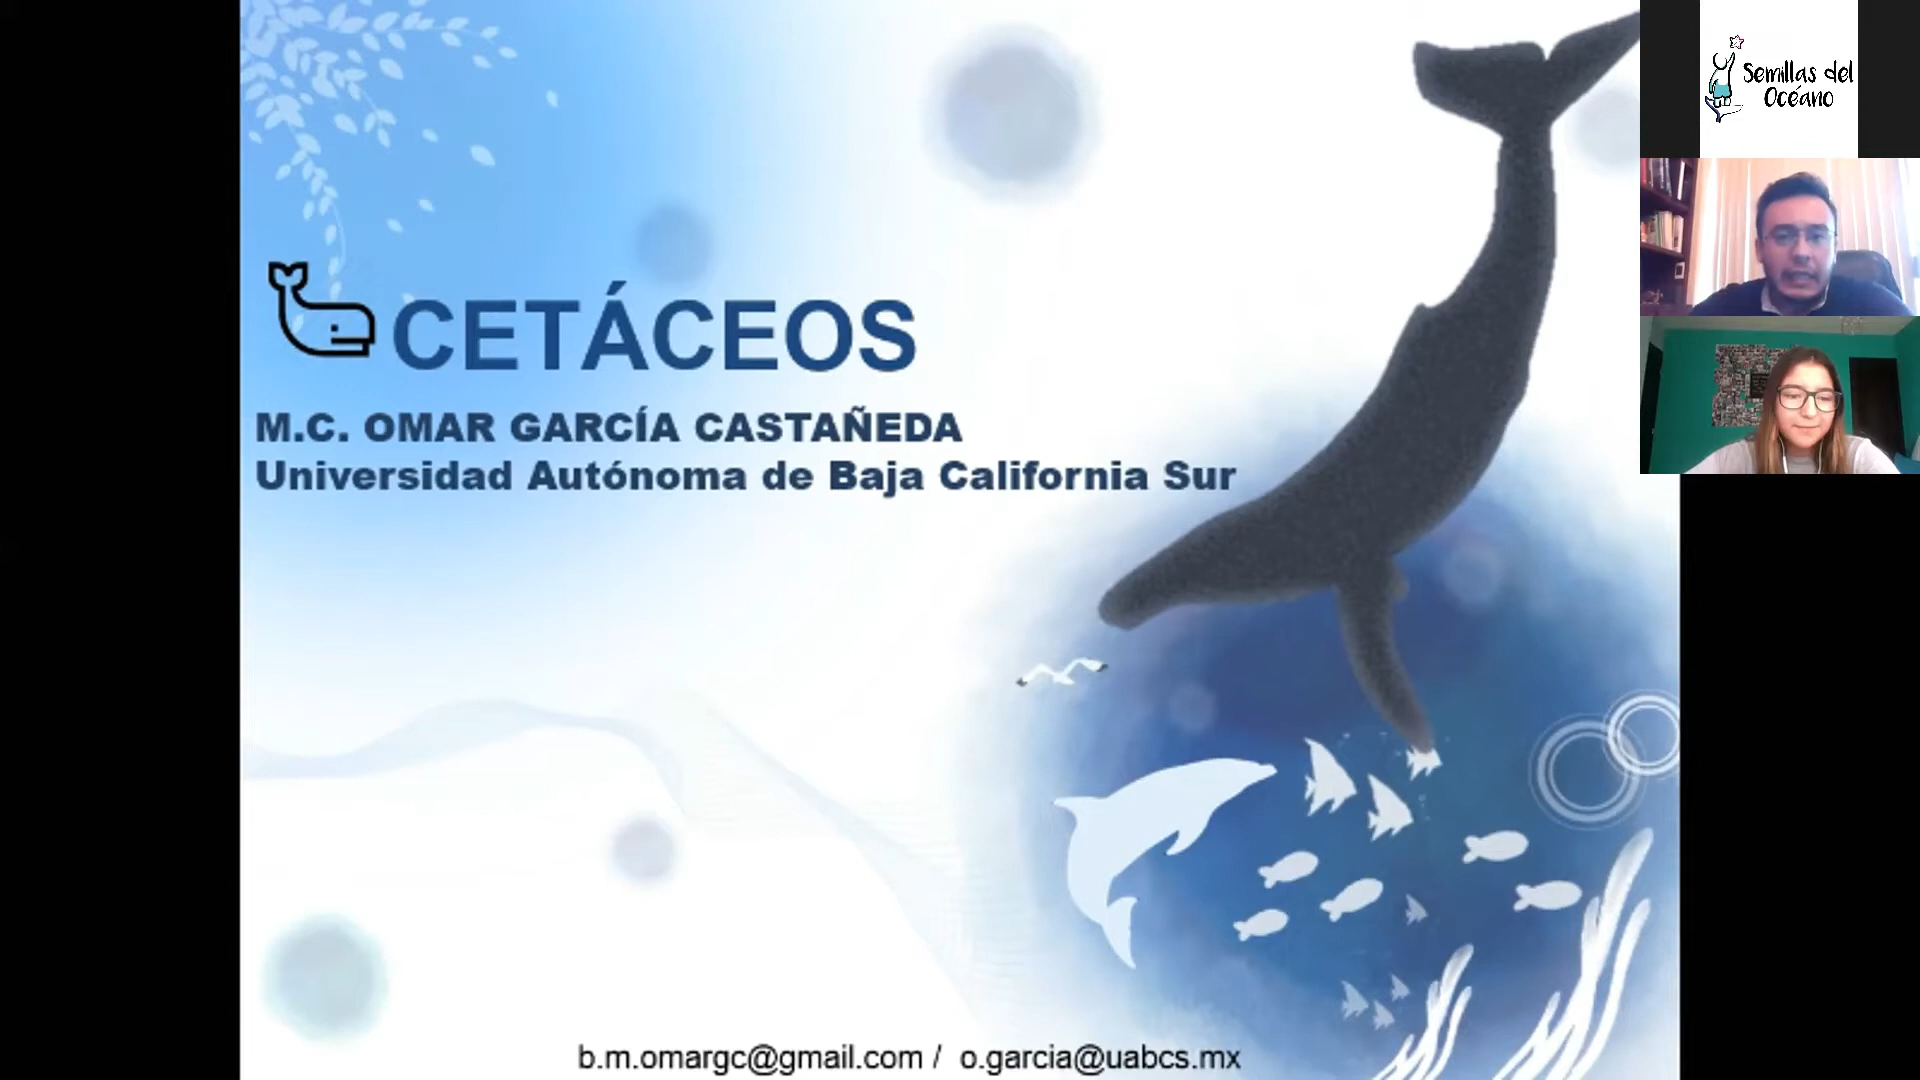 CETÁCEOS
M.C. OMAR GARCÍA CASTAÑEDA
Universidad Autónoma de Baja California Sur
b.m.omargc@gmail.com / o.garcia@uabcs.mx
Semillas del
Océano